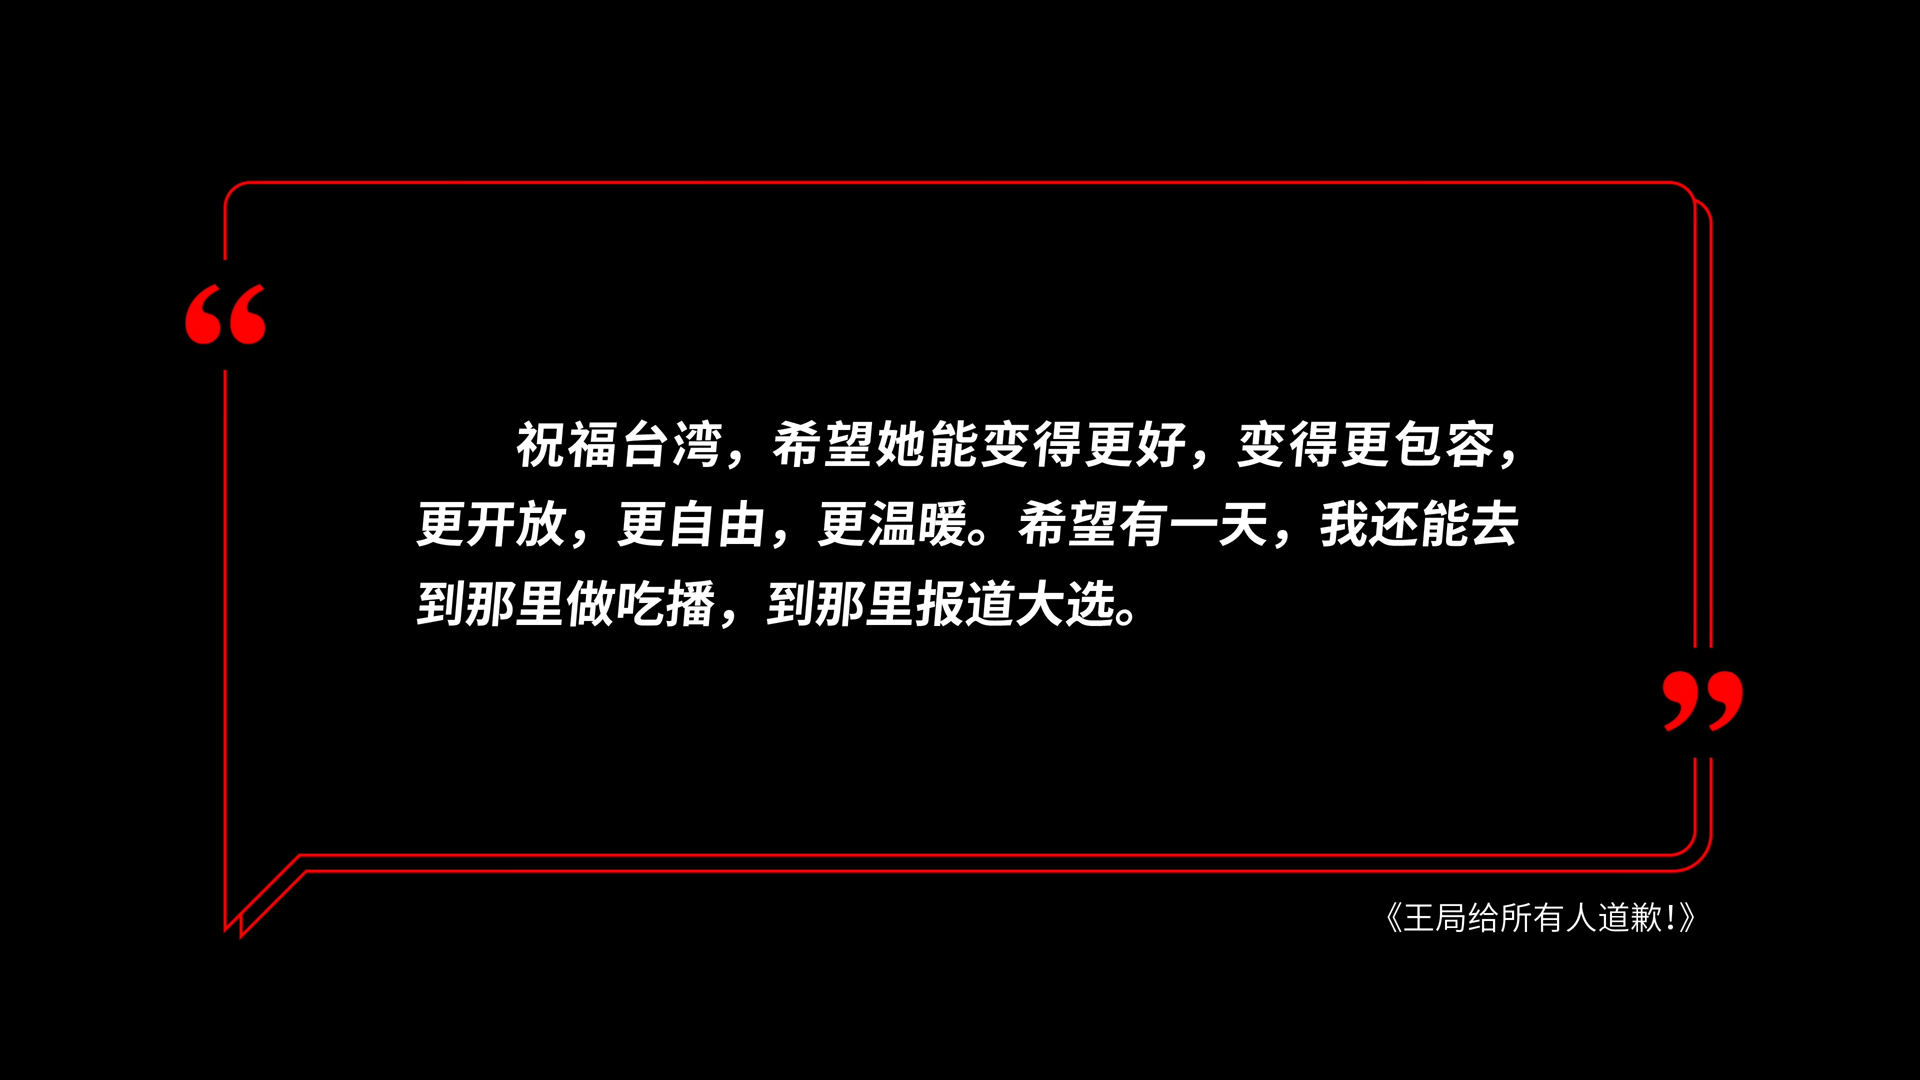 “
祝福台湾，希望她能变得更好，变得更包容，
更开放，更自由，更温暖。希望有一天，我还能去
到那里做吃播，到那里报道大选。
”
《王局给所有人道歉！》